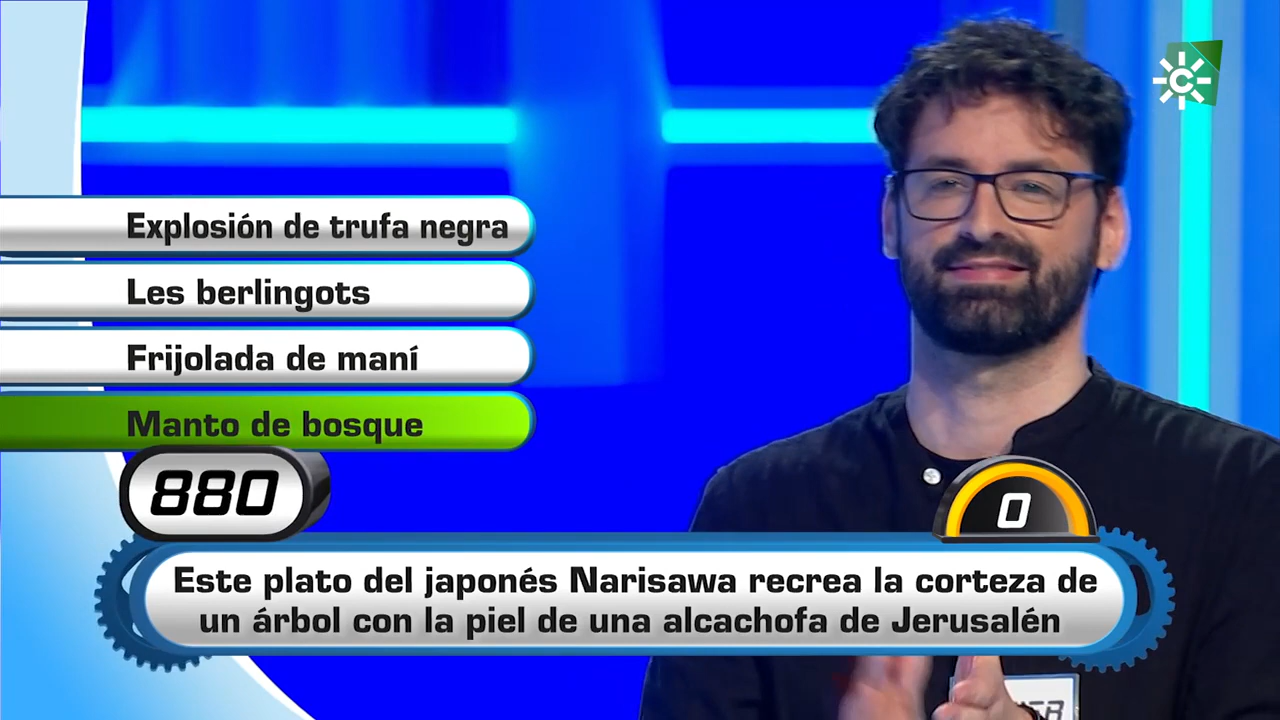 Explosión de trufa negra
Les berlingots
Frijolada de maní
Manto de bosque
880
0
Este plato del japonés Narisawa recrea la corteza de
un árbol con la piel de una alcachofa de Jerusalén